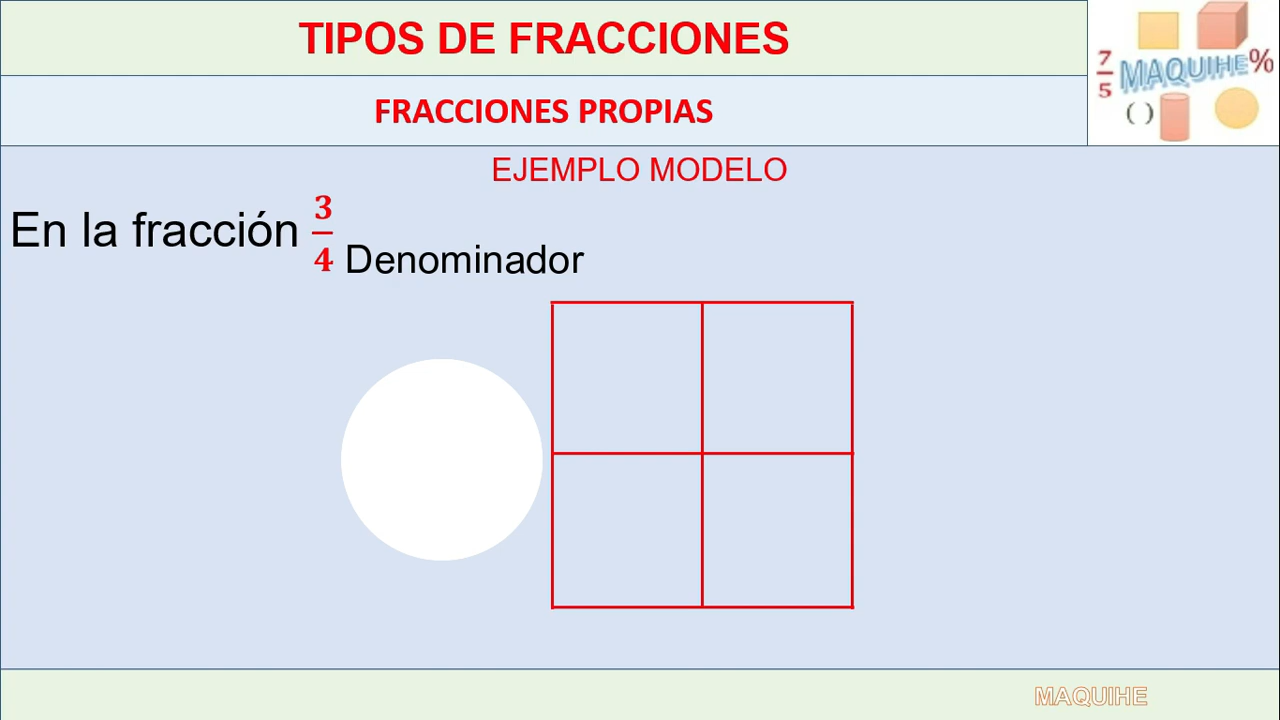 TIPOS DE FRACCIONES
7
5
MAQUIHE%
( )
FRACCIONES PROPIAS
EJEMPLO MODELO
En la fracción 3/4 Denominador
MAQUIHE